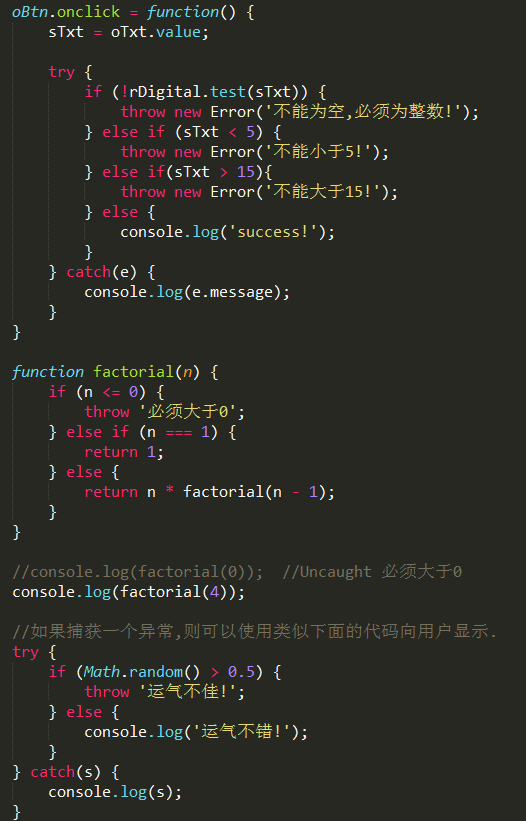 oBtn.onclick = function() {
    sTxt = oTxt.value;

    try {
        if (!rDigital.test(sTxt)) {
            throw new Error('不能为空,必须为整数!');
        } else if (sTxt < 5) {
            throw new Error('不能小于5!');
        } else if(sTxt > 15){
            throw new Error('不能大于15!');
        } else {
            console.log('success!');
        }
    } catch(e) {
        console.log(e.message);
    }
}

function factorial(n) {
    if (n <= 0) {
        throw '必须大于0';
    } else if (n === 1) {
        return 1;
    } else {
        return n * factorial(n - 1);
    }
}

//console.log(factorial(0));  //Uncaught 必须大于0
console.log(factorial(4));

//如果捕获一个异常,则可以使用类似下面的代码向用户显示.
try {
    if (Math.random() > 0.5) {
        throw '运气不佳!';
    } else {
        console.log('运气不错!');
    }
} catch(s) {
    console.log(s);
}